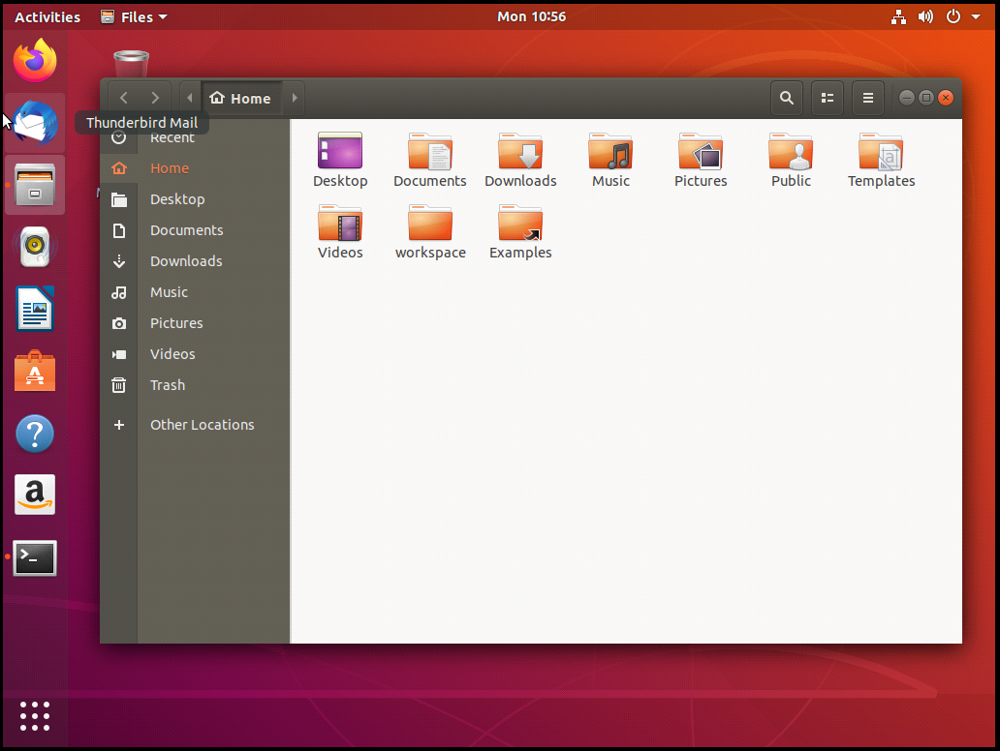 Activities Files Mon 10:56
Home
Thunderbird Mail
Recent
Home
Desktop
Documents
Downloads
Music
Pictures
Videos
Trash
+ Other Locations
Desktop Documents Downloads Music Pictures Public Templates
Videos workspace Examples